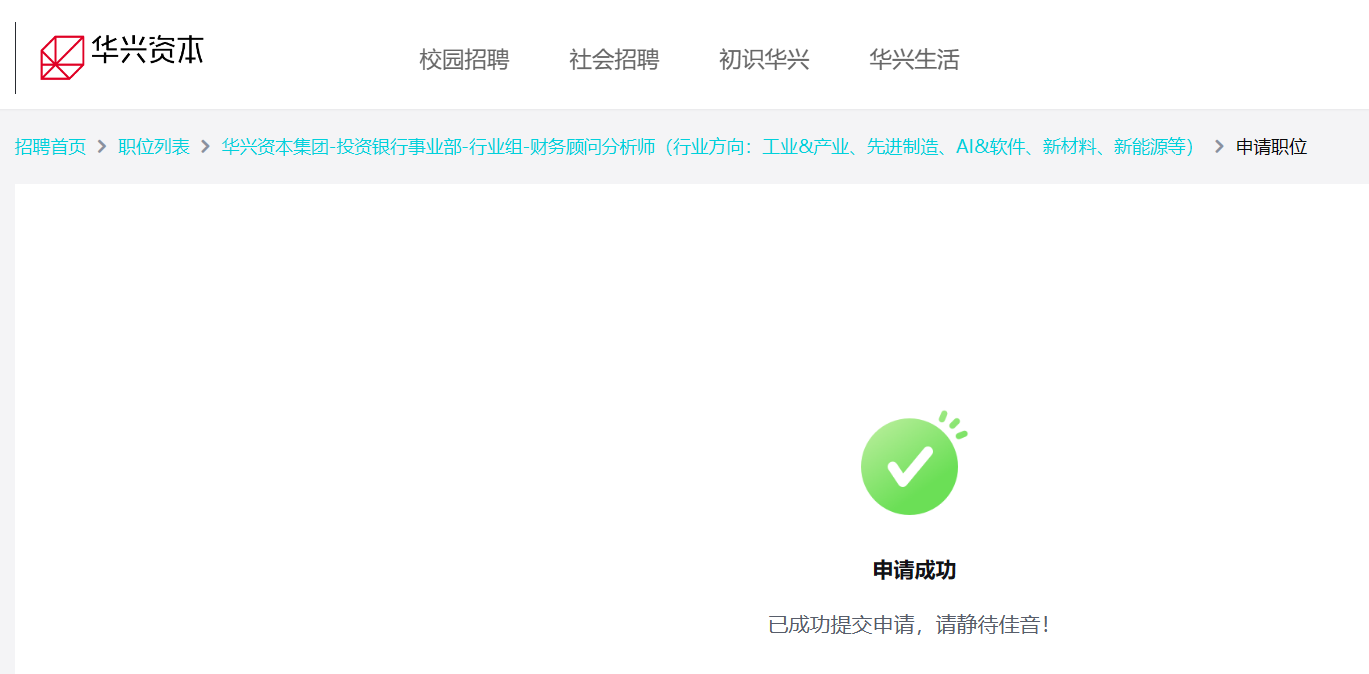 华兴资本
校园招聘 社会招聘 初识华兴 华兴生活
招聘首页 > 职位列表 > 华兴资本集团-投资银行事业部-行业组-财务顾问分析师（行业方向：工业&产业、先进制造、AI&软件、新材料、新能源等） > 申请职位
申请成功
已成功提交申请，请静待佳音！